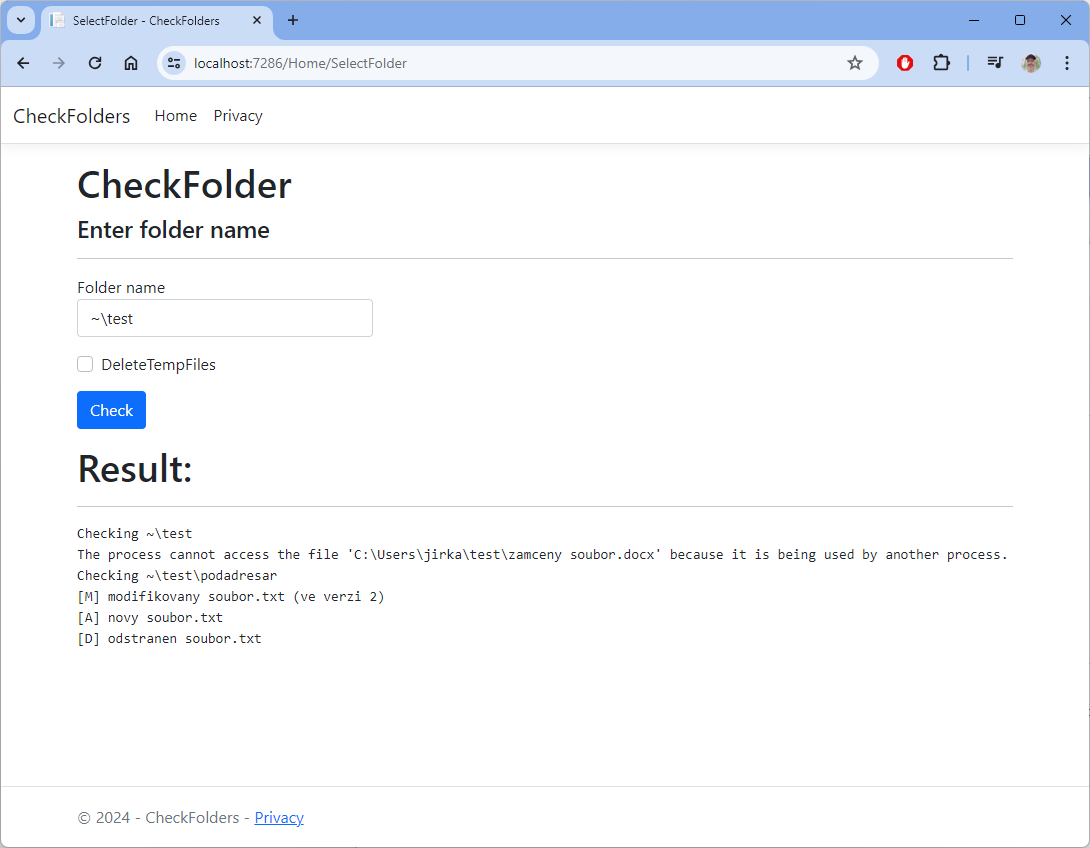 SelectFolder - CheckFolders
localhost:7286/Home/SelectFolder
CheckFolders Home Privacy
CheckFolder
Enter folder name
Folder name
~\test
DeleteTempFiles
Check
Result:
Checking ~\test
The process cannot access the file 'C:\Users\jirka\test\zamceny soubor.docx' because it is being used by another process.
Checking ~\test\podadresar
[M] modifikovany soubor.txt (ve verzi 2)
[A] novy soubor.txt
[D] odstranen soubor.txt
© 2024 - CheckFolders - Privacy